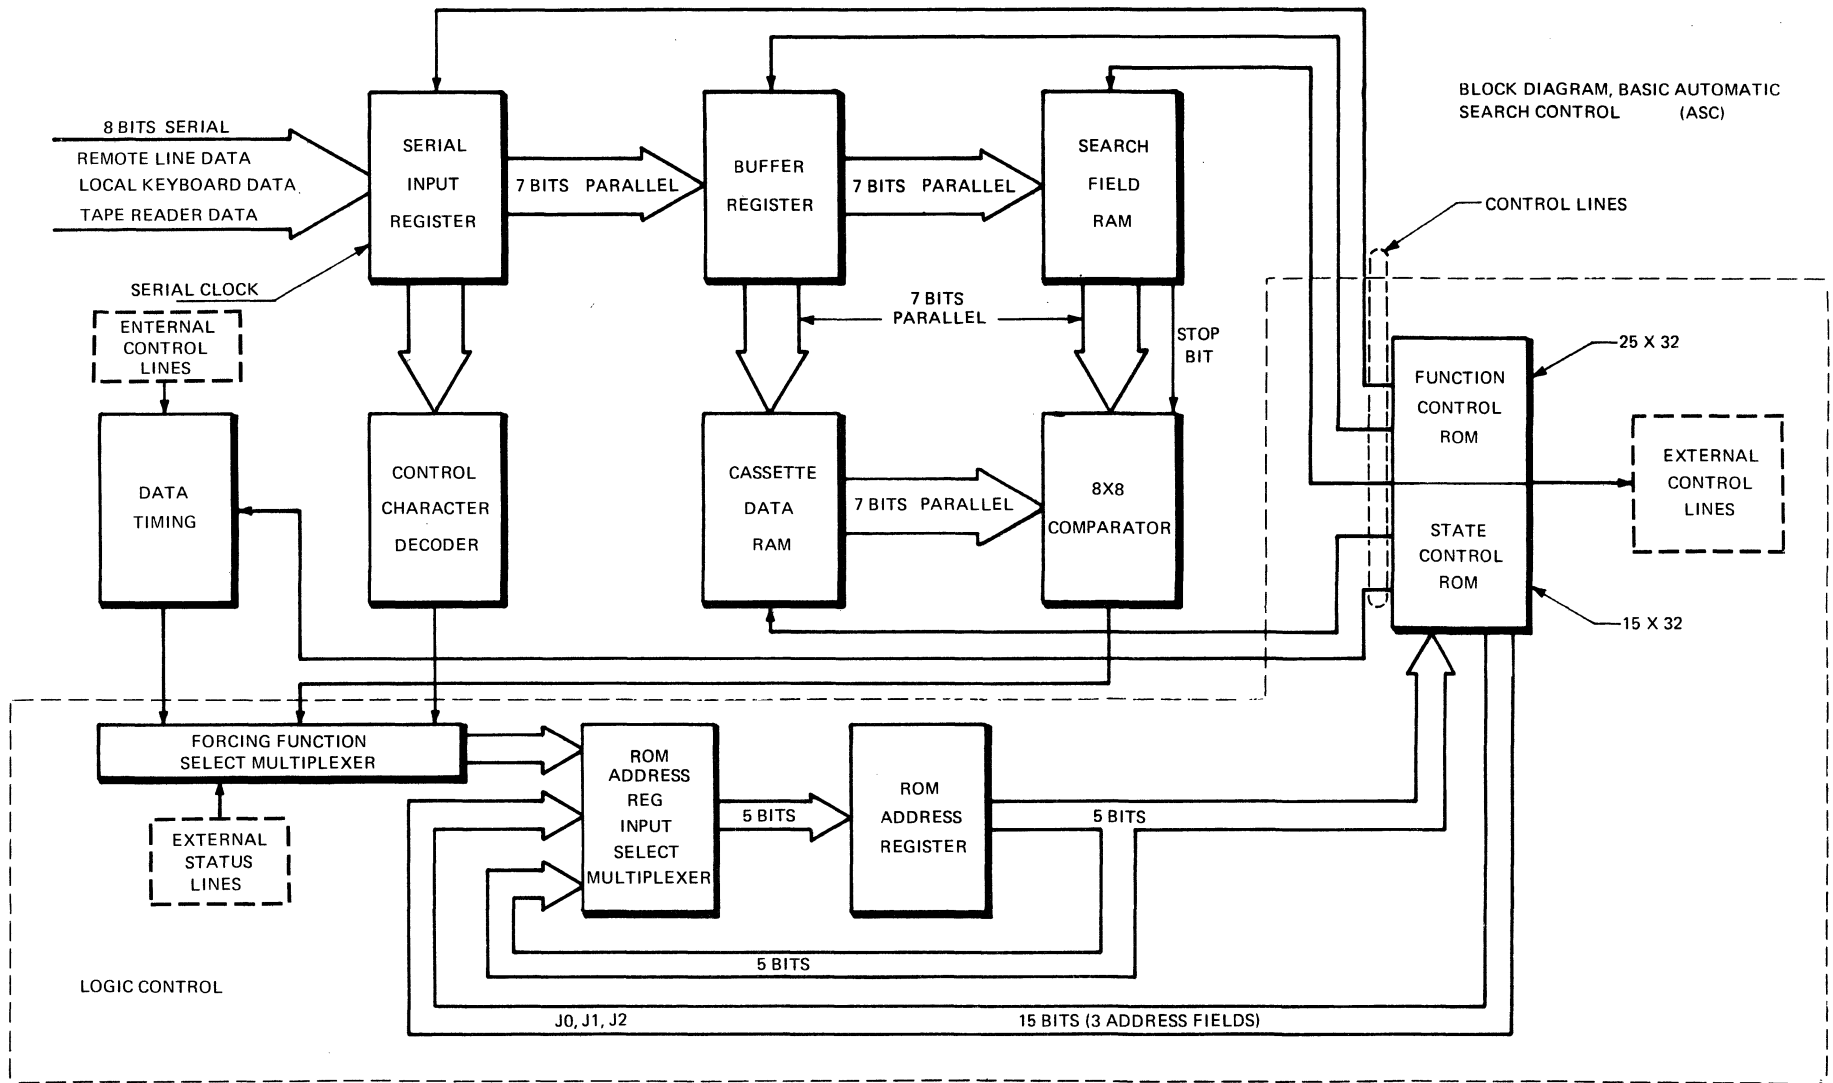 BLOCK DIAGRAM, BASIC AUTOMATIC
SEARCH CONTROL (ASC)
8 BITS SERIAL
REMOTE LINE DATA
LOCAL KEYBOARD DATA
TAPE READER DATA
SERIAL CLOCK
SERIAL
INPUT
REGISTER
7 BITS PARALLEL
BUFFER
REGISTER
7 BITS PARALLEL
SEARCH
FIELD
RAM
CONTROL LINES
7 BITS
PARALLEL
STOP
BIT
ENTERNAL
CONTROL
LINES
DATA
TIMING
CONTROL
CHARACTER
DECODER
CASSETTE
DATA
RAM
7 BITS PARALLEL
8X8
COMPARATOR
FUNCTION
CONTROL
ROM
STATE
CONTROL
ROM
25 X 32
15 X 32
EXTERNAL
CONTROL
LINES
FORCING FUNCTION
SELECT MULTIPLEXER
EXTERNAL
STATUS
LINES
ROM
ADDRESS
REG
INPUT
SELECT
MULTIPLEXER
5 BITS
ROM
ADDRESS
REGISTER
5 BITS
5 BITS
LOGIC CONTROL
J0, J1, J2
15 BITS (3 ADDRESS FIELDS)